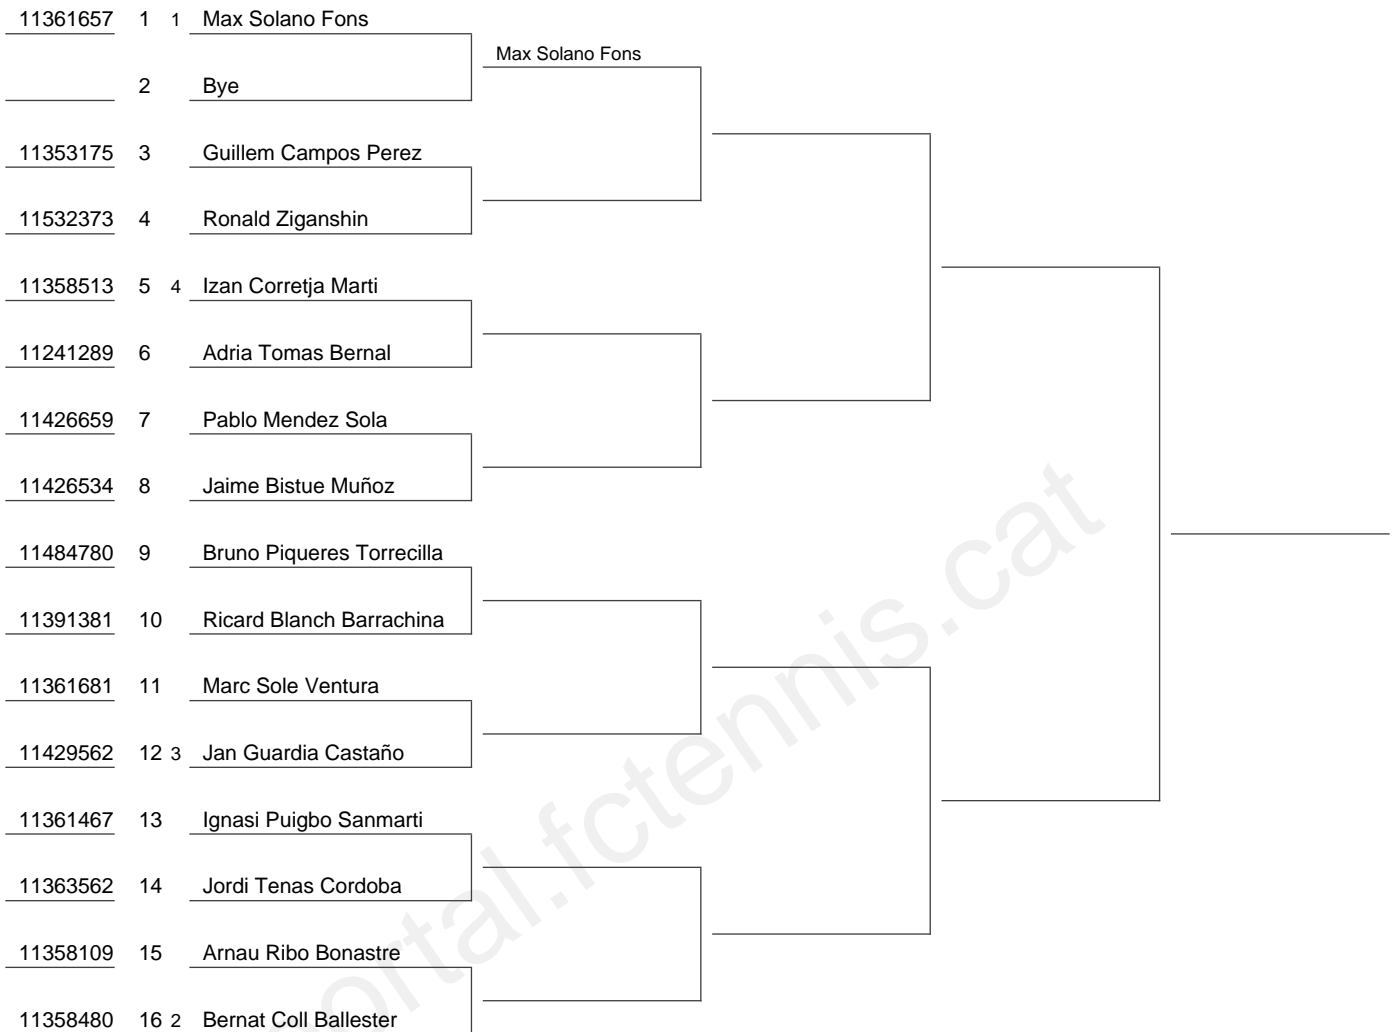 11361657 1 1 Max Solano Fons
Max Solano Fons
2 Bye
11353175 3 Guillem Campos Perez
11532373 4 Ronald Ziganshin
11358513 5 4 Izan Corretja Marti
11241289 6 Adria Tomas Bernal
11426659 7 Pablo Mendez Sola
11426534 8 Jaime Bistue Muñoz
11484780 9 Bruno Piqueres Torrecilla
11391381 10 Ricard Blanch Barrachina
11361681 11 Marc Sole Ventura
11429562 12 3 Jan Guardia Castaño
11361467 13 Ignasi Puigbo Sanmarti
11363562 14 Jordi Tenas Cordoba
11358109 15 Arnau Ribo Bonastre
11358480 16 2 Bernat Coll Ballester
ortal.fctennis.cat